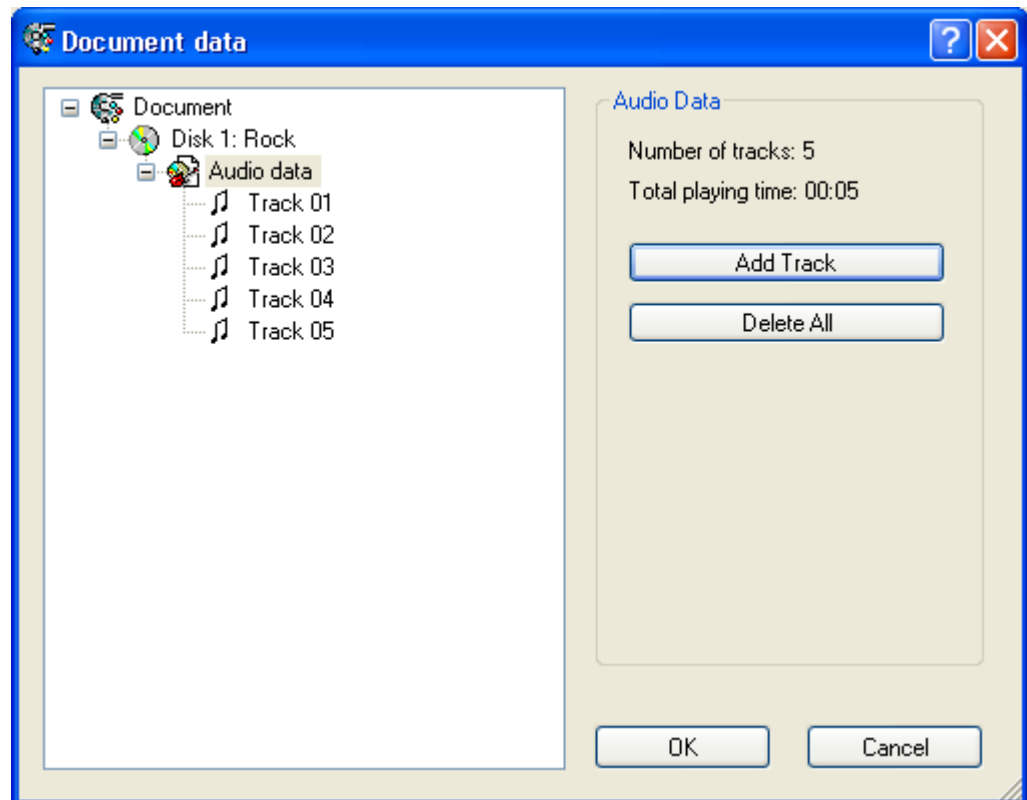 Document data
Document
Disk 1: Rock
Audio data
Track 01
Track 02
Track 03
Track 04
Track 05
Audio Data
Number of tracks: 5
Total playing time: 00:05
Add Track
Delete All
OK
Cancel